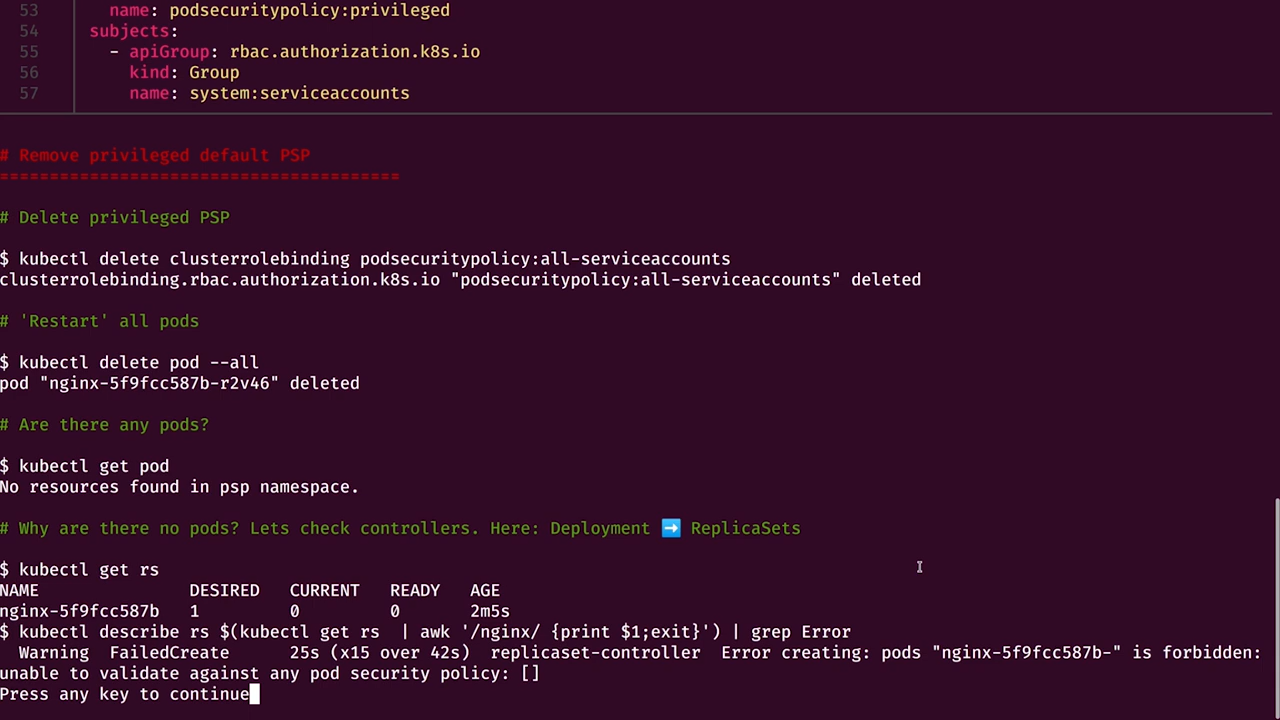 53 name: podsecuritypolicy:privileged
54 subjects:
55 - apiGroup: rbac.authorization.k8s.io
56 kind: Group
57 name: system:serviceaccounts
# Remove privileged default PSP
========================================
# Delete privileged PSP
$ kubectl delete clusterrolebinding podsecuritypolicy:all-serviceaccounts
clusterrolebinding.rbac.authorization.k8s.io "podsecuritypolicy:all-serviceaccounts" deleted
# 'Restart' all pods
$ kubectl delete pod --all
pod "nginx-5f9fcc587b-r2v46" deleted
# Are there any pods?
$ kubectl get pod
No resources found in psp namespace.
# Why are there no pods? Lets check controllers. Here: Deployment ➡️ ReplicaSets
$ kubectl get rs
NAME DESIRED CURRENT READY AGE
nginx-5f9fcc587b 1 0 0 2m5s
$ kubectl describe rs $(kubectl get rs | awk '/nginx/ {print $1;exit}') | grep Error
Warning FailedCreate 25s (x15 over 42s) replicaset-controller Error creating: pods "nginx-5f9fcc587b-" is forbidden:
unable to validate against any pod security policy: []
Press any key to continue